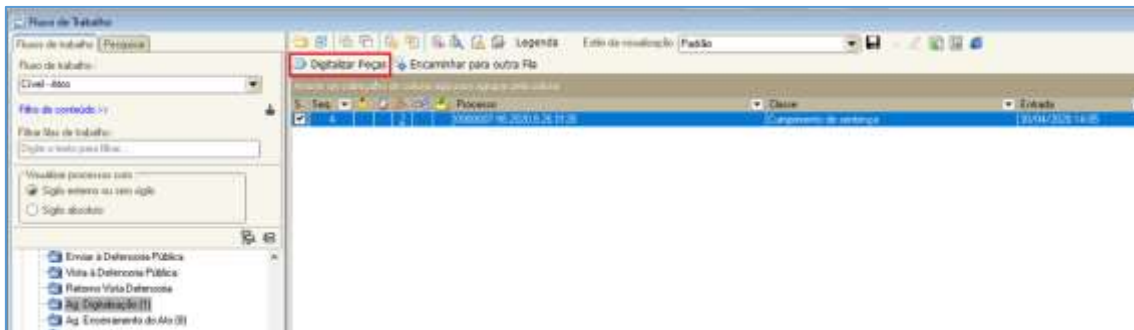 Fluxo de Trabalho
Fluxo de trabalho Pesquisa
Legenda Estilo de visualização: Padrão
Fluxo de trabalho:
Digitalizar Peças Encaminhar para outra Fila
Cível - Atos
Filtro de conteúdo >>
S. Seq. Processo Classe Entrada
4 2 Cumprimento de sentença
Filtrar filas de trabalho:
Digite o texto para filtrar...
Visualizar processos com
Sigilo externo ou sem sigilo
Sigilo absoluto
Enviar à Defensoria Pública
Vista à Defensoria Pública
Retorno Vista Defensoria
Ag. Digitalização (1)
Ag. Encerramento do Ato (8)